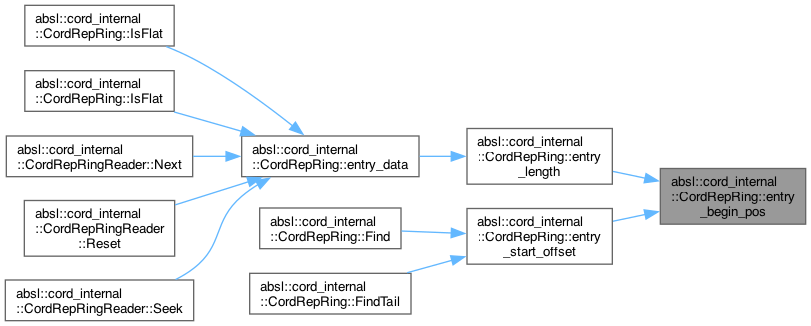 absl::cord_internal
::CordRepRing::IsFlat
absl::cord_internal
::CordRepRing::IsFlat
absl::cord_internal
::CordRepRingReader::Next
absl::cord_internal
::CordRepRingReader
::Reset
absl::cord_internal
::CordRepRingReader::Seek
absl::cord_internal
::CordRepRing::entry_data
absl::cord_internal
::CordRepRing::Find
absl::cord_internal
::CordRepRing::FindTail
absl::cord_internal
::CordRepRing::entry
_length
absl::cord_internal
::CordRepRing::entry
_start_offset
absl::cord_internal
::CordRepRing::entry
_begin_pos